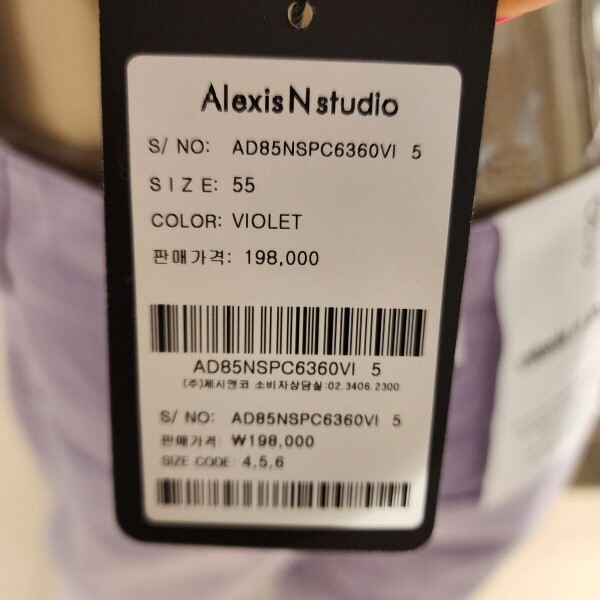 AlexisNstudio
S/ NO: AD85NSPC6360VI 5
SIZE: 55
COLOR: VIOLET
판매가격: 198,000
AD85NSPC6360VI 5
(주)제시앤코 소비자상담실:02.3406.2300
S/ NO: AD85NSPC6360VI 5
판매가격: ₩198,000
SIZE CODE: 4,5,6